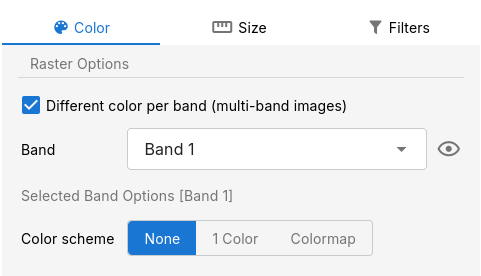 Color Size Filters
Raster Options
Different color per band (multi-band images)
Band Band 1
Selected Band Options [Band 1]
Color scheme None 1 Color Colormap